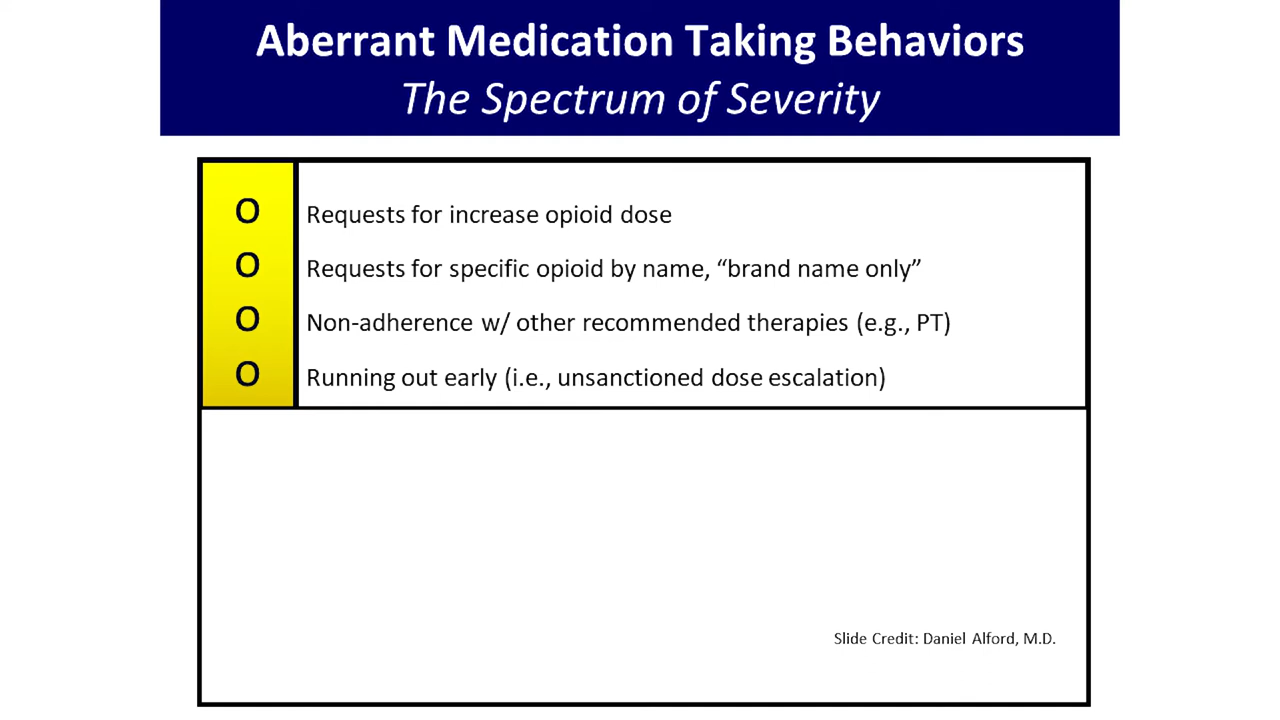 Aberrant Medication Taking Behaviors
The Spectrum of Severity
O Requests for increase opioid dose
O Requests for specific opioid by name, “brand name only”
O Non-adherence w/ other recommended therapies (e.g., PT)
O Running out early (i.e., unsanctioned dose escalation)
Slide Credit: Daniel Alford, M.D.